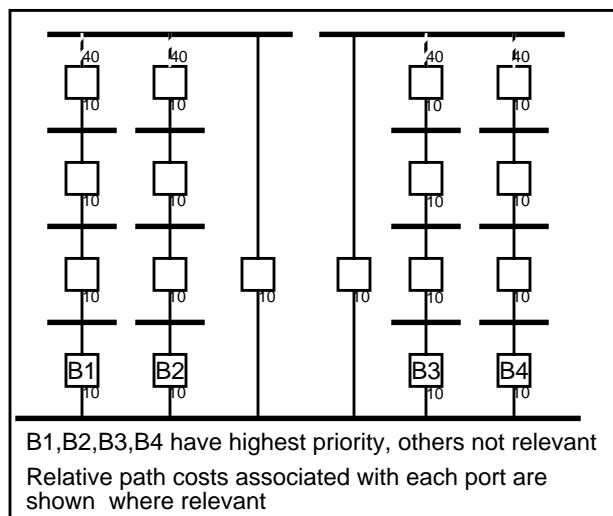 40 40 40 40
10 10 10 10
10 10 10 10
10 10 10 10 10 10
B1 B2 B3 B4
10 10 10 10
B1,B2,B3,B4 have highest priority, others not relevant
Relative path costs associated with each port are
shown where relevant